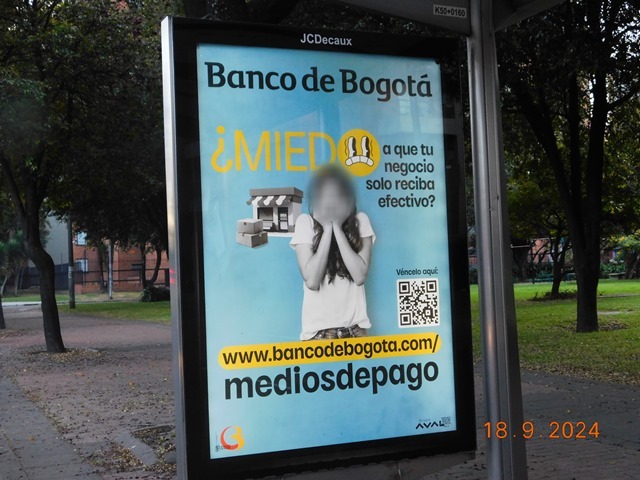 K50+0160
JCDecaux
Banco de Bogotá
¿MIEDO
a que tu
negocio
solo reciba
efectivo?
Véncelo aquí:
www.bancodebogota.com/
mediosdepago
AVAL
18.9.2024